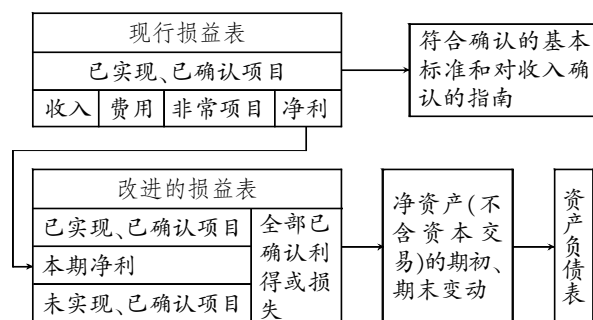 现行损益表
已实现、已确认项目
收入 费用 非常项目 净利
符合确认的基本
标准和对收入确
认的指南
改进的损益表
已实现、已确认项目
本期净利
未实现、已确认项目
全部已
确认利
得或损
失
净资产(不
含资本交
易)的期初、
期末变动
资产负债表